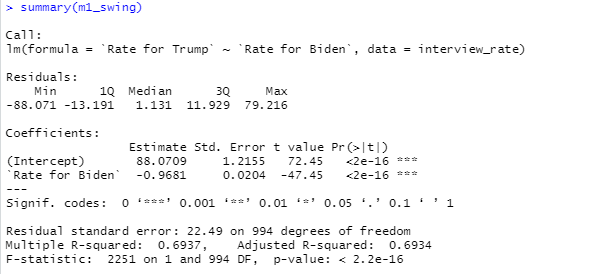 > summary(m1_swing)
Call:
lm(formula = `Rate for Trump` ~ `Rate for Biden`, data = interview_rate)
Residuals:
    Min      1Q  Median      3Q     Max
-88.071 -13.191   1.131  11.929  79.216
Coefficients:
                 Estimate Std. Error t value Pr(>|t|)
(Intercept)       88.0709     1.2155   72.45   <2e-16 ***
`Rate for Biden`  -0.9681     0.0204  -47.45   <2e-16 ***
---
Signif. codes:  0 ‘***’ 0.001 ‘**’ 0.01 ‘*’ 0.05 ‘.’ 0.1 ‘ ’ 1
Residual standard error: 22.49 on 994 degrees of freedom
Multiple R-squared:  0.6937,    Adjusted R-squared:  0.6934
F-statistic:  2251 on 1 and 994 DF,  p-value: < 2.2e-16